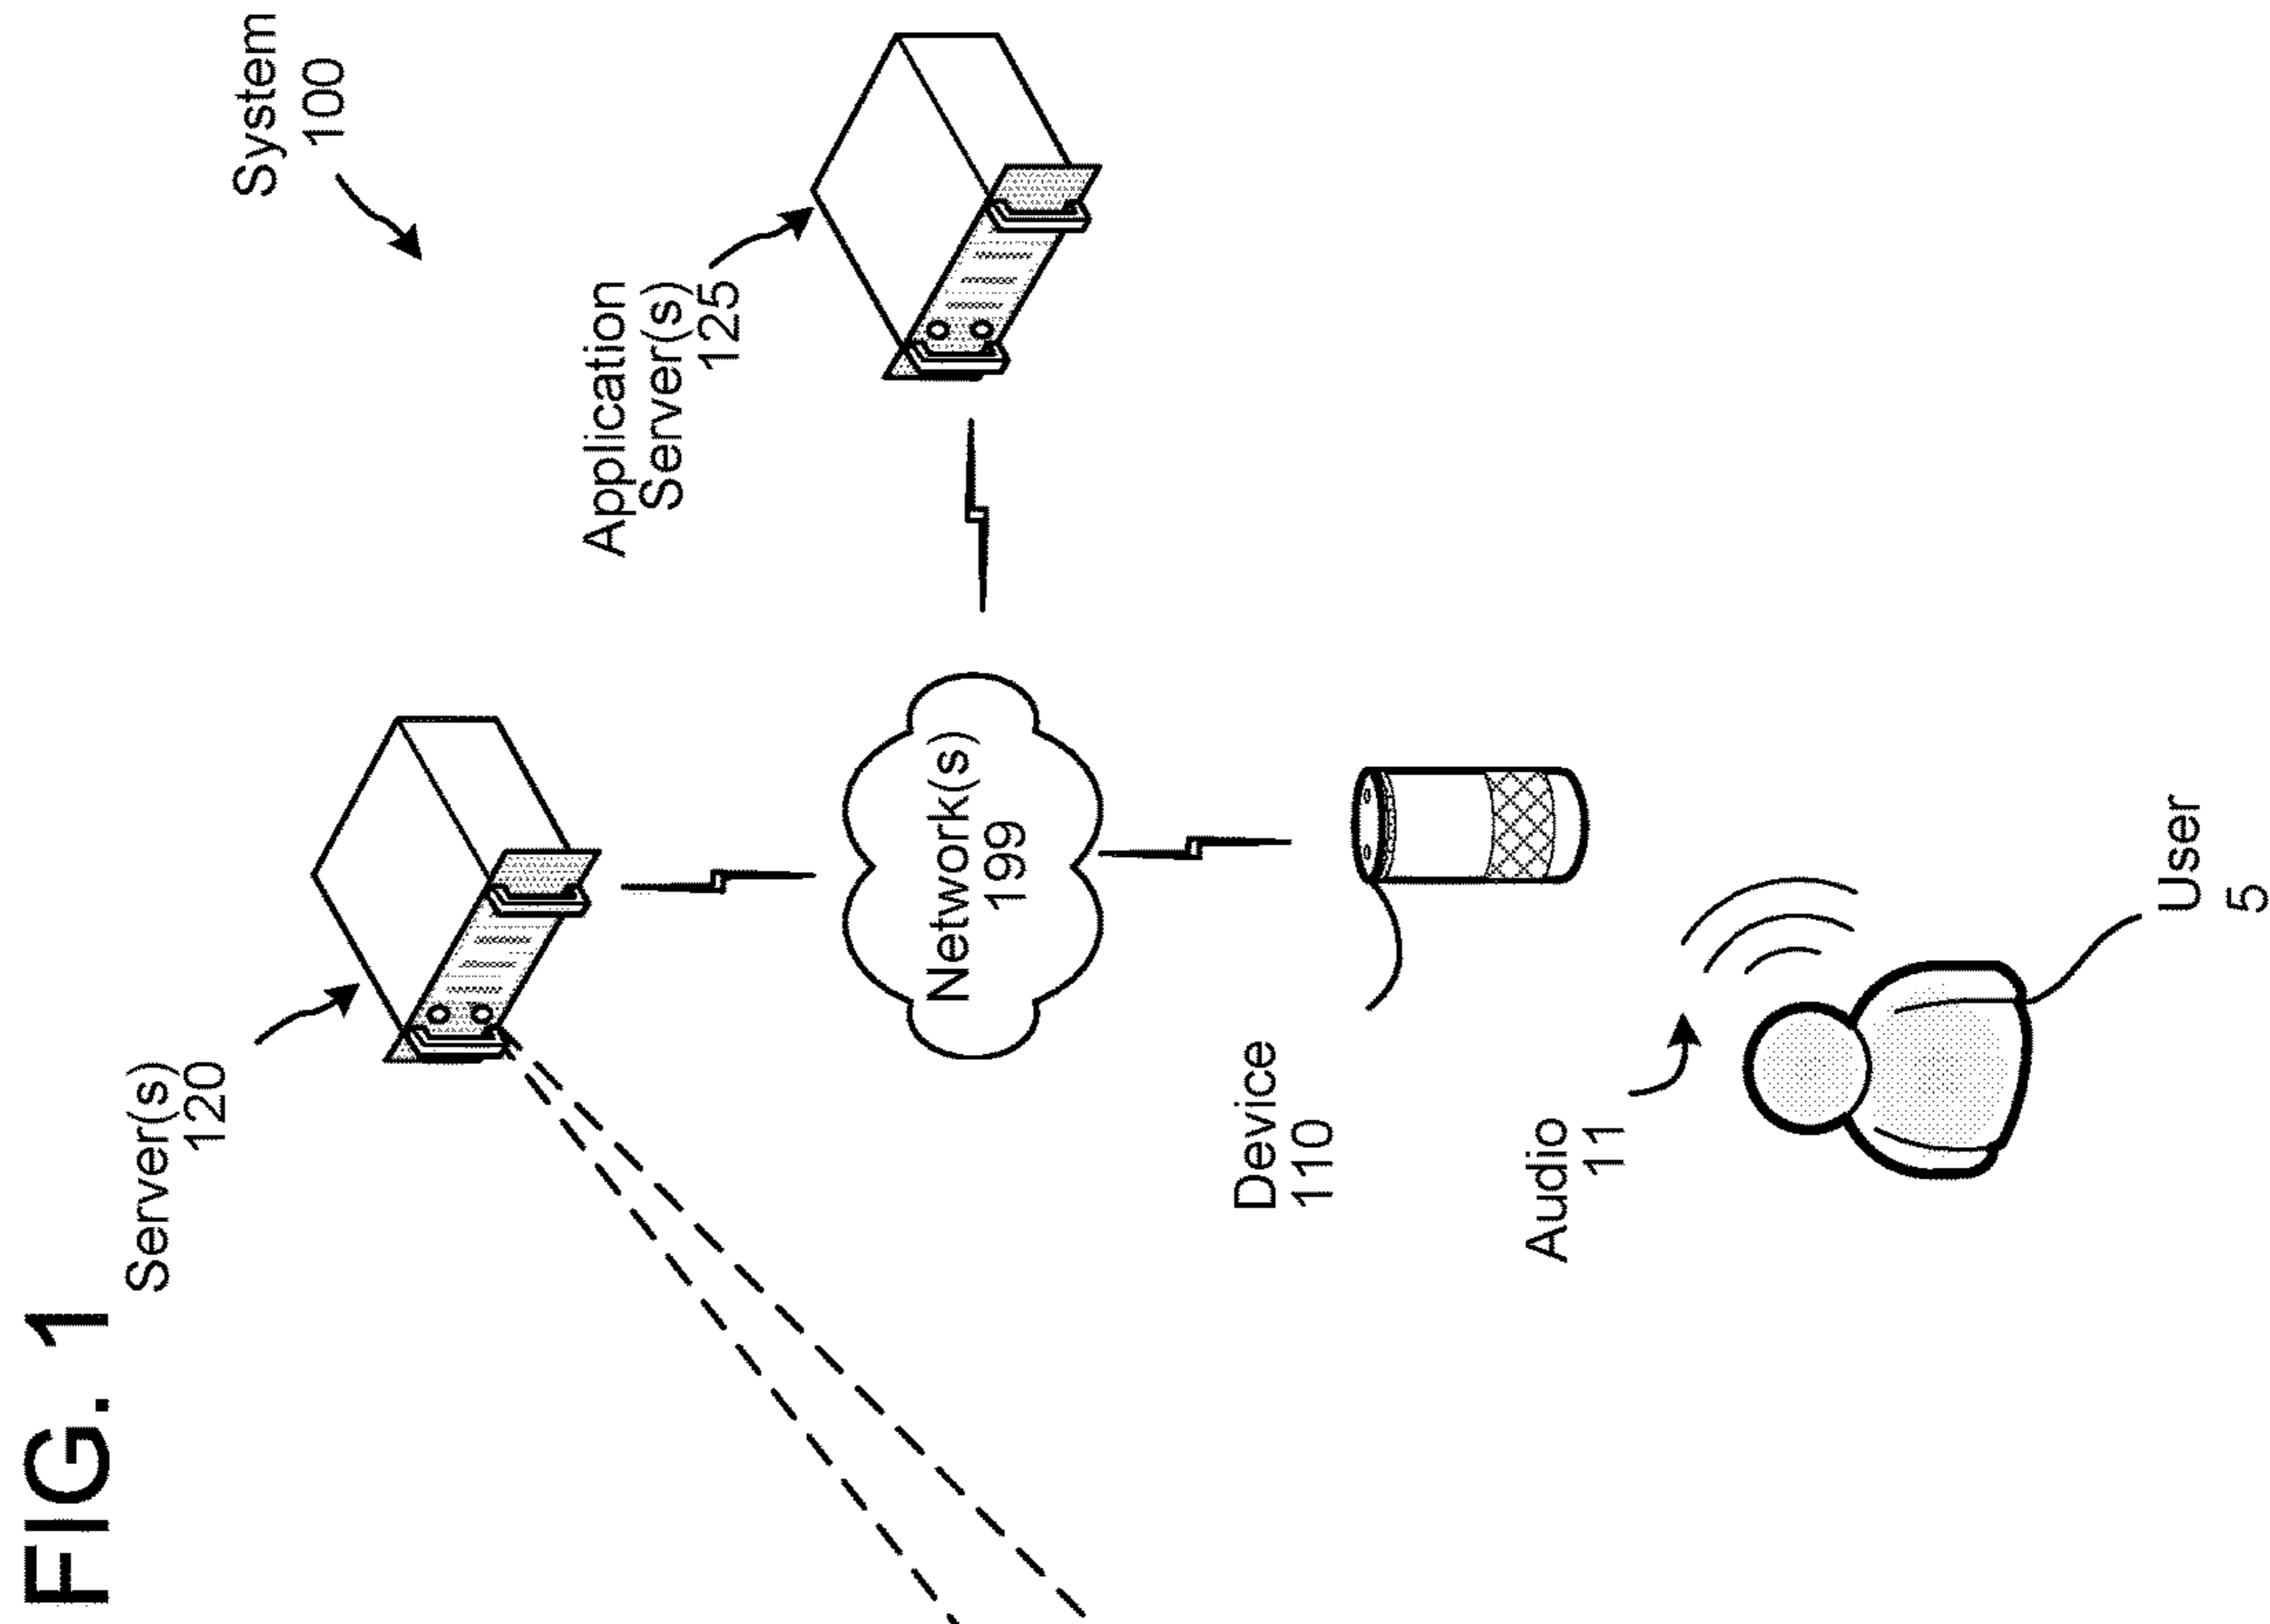 FIG. 1
System
100
Server(s)
120
Application
Server(s)
125
Network(s)
199
Device
110
Audio
11
User
5